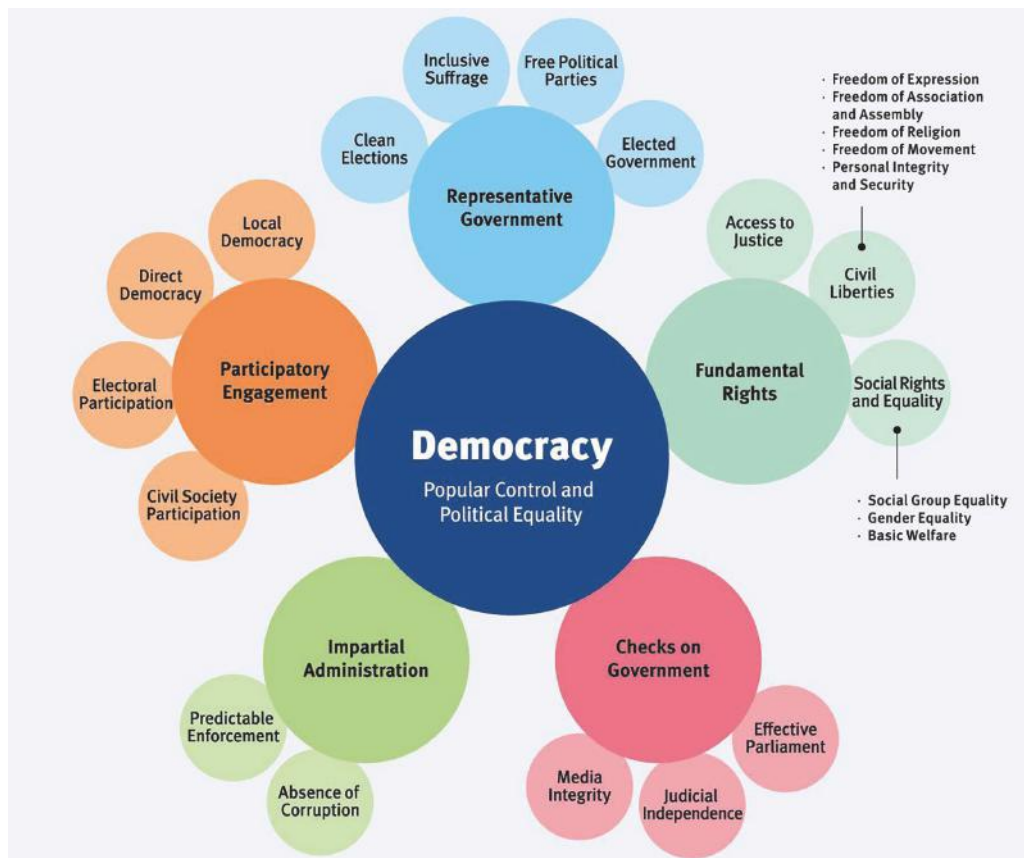 Inclusive
Suffrage
Free Political
Parties
Clean
Elections
Elected
Government
Representative
Government
· Freedom of Expression
· Freedom of Association
and Assembly
· Freedom of Religion
· Freedom of Movement
· Personal Integrity
and Security
Access to
Justice
Civil
Liberties
Fundamental
Rights
Social Rights
and Equality
· Social Group Equality
· Gender Equality
· Basic Welfare
Local
Democracy
Direct
Democracy
Electoral
Participation
Civil Society
Participation
Participatory
Engagement
Democracy
Popular Control and
Political Equality
Impartial
Administration
Predictable
Enforcement
Absence of
Corruption
Checks on
Government
Media
Integrity
Judicial
Independence
Effective
Parliament